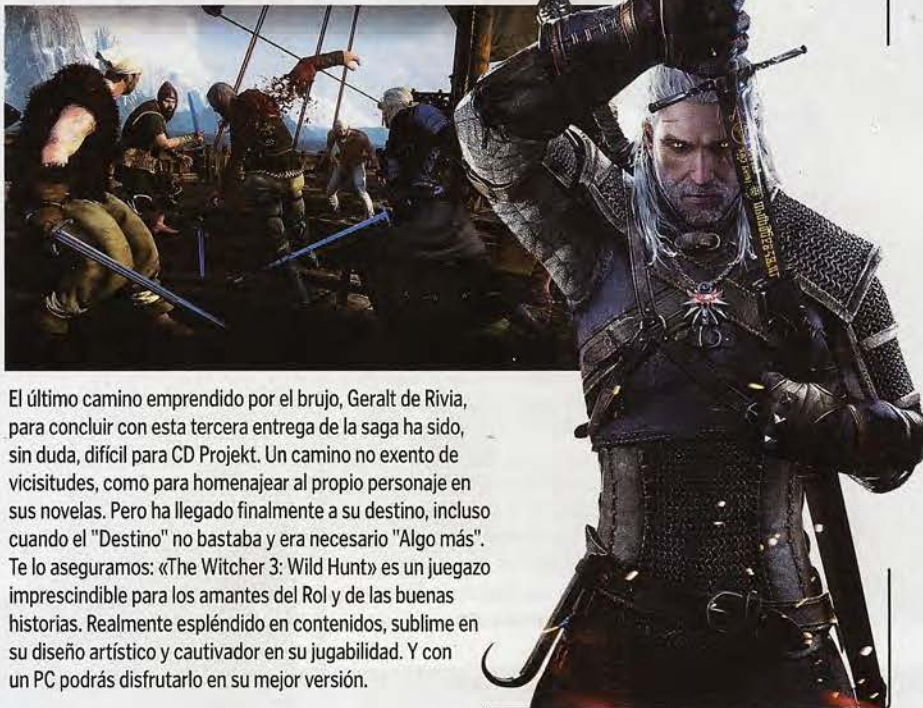 El último camino emprendido por el brujo, Geralt de Rivia,
para concluir con esta tercera entrega de la saga ha sido,
sin duda, difícil para CD Projekt. Un camino no exento de
vicisitudes, como para homenajear al propio personaje en
sus novelas. Pero ha llegado finalmente a su destino, incluso
cuando el "Destino" no bastaba y era necesario "Algo más".
Te lo aseguramos: «The Witcher 3: Wild Hunt» es un juegazo
imprescindible para los amantes del Rol y de las buenas
historias. Realmente espléndido en contenidos, sublime en
su diseño artístico y cautivador en su jugabilidad. Y con
un PC podrás disfrutarlo en su mejor versión.